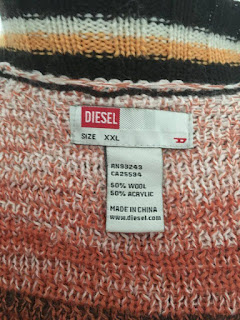 DIESEL
SIZE XXL
RN93243
CA25594
50% WOOL
50% ACRYLIC
MADE IN CHINA
www.diesel.com